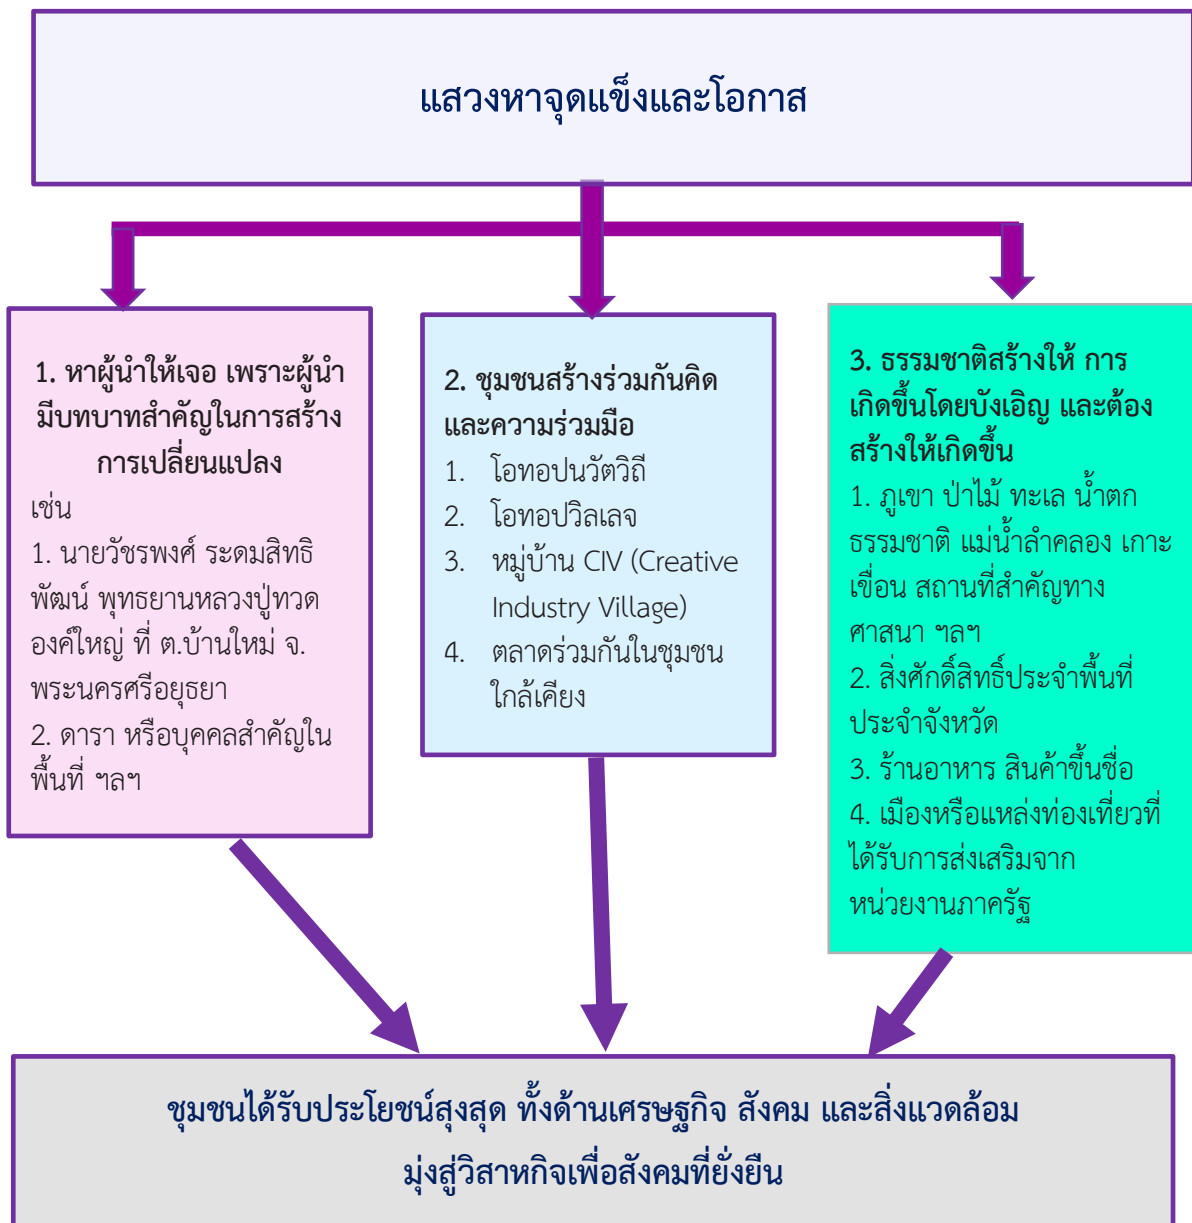 แสวงหาจุดแข็งและโอกาส
1. หาผู้นำให้เจอ เพราะผู้นำ
มีบทบาทสำคัญในการสร้าง
การเปลี่ยนแปลง
เช่น
1. นายวัชรพงศ์ ระดมสิทธิ
พัฒน์ พุทธยานหลวงปู่ทวด
องค์ใหญ่ ที่ ต.บ้านใหม่ จ.
พระนครศรีอยุธยา
2. ดารา หรือบุคคลสำคัญใน
พื้นที่ ฯลฯ
2. ชุมชนสร้างร่วมกันคิด
และความร่วมมือ
1. โอทอปนวัตวิถี
2. โอทอปวิลเลจ
3. หมู่บ้าน CIV (Creative
Industry Village)
4. ตลาดร่วมกันในชุมชน
ใกล้เคียง
3. ธรรมชาติสร้างให้ การ
เกิดขึ้นโดยบังเอิญ และต้อง
สร้างให้เกิดขึ้น
1. ภูเขา ป่าไม้ ทะเล น้ำตก
ธรรมชาติ แม่น้ำลำคลอง เกาะ
เขื่อน สถานที่สำคัญทาง
ศาสนา ฯลฯ
2. สิ่งศักดิ์สิทธิ์ประจำพื้นที่
ประจำจังหวัด
3. ร้านอาหาร สินค้าขึ้นชื่อ
4. เมืองหรือแหล่งท่องเที่ยวที่
ได้รับการส่งเสริมจาก
หน่วยงานภาครัฐ
ชุมชนได้รับประโยชน์สูงสุด ทั้งด้านเศรษฐกิจ สังคม และสิ่งแวดล้อม
มุ่งสู่วิสาหกิจเพื่อสังคมที่ยั่งยืน